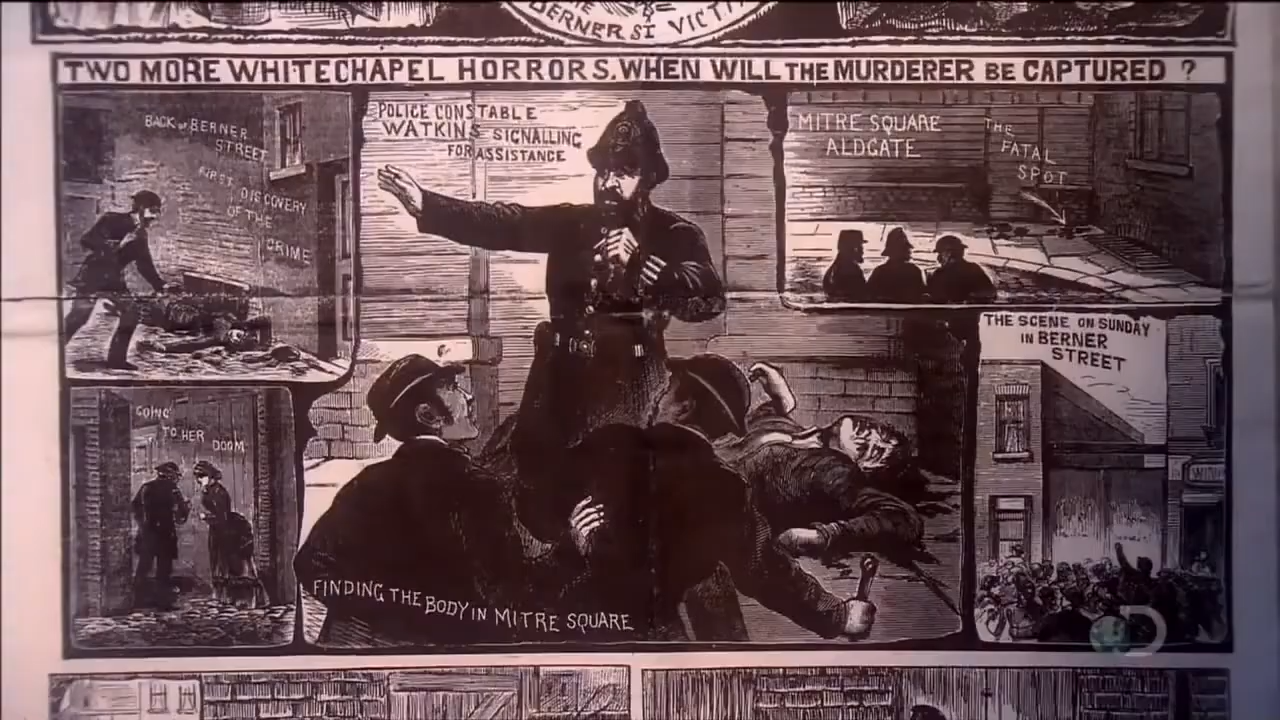 THE
BERNER ST VICTIM
TWO MORE WHITECHAPEL HORRORS. WHEN WILL THE MURDERER BE CAPTURED ?
BACK OF BERNER
STREET
FIRST DISCOVERY
OF THE
CRIME
POLICE CONSTABLE
WATKINS SIGNALLING
FOR ASSISTANCE
MITRE SQUARE
ALDGATE
THE
FATAL
SPOT
THE SCENE ON SUNDAY
IN BERNER
STREET
GOING
TO HER DOOM
FINDING THE BODY IN MITRE SQUARE
D